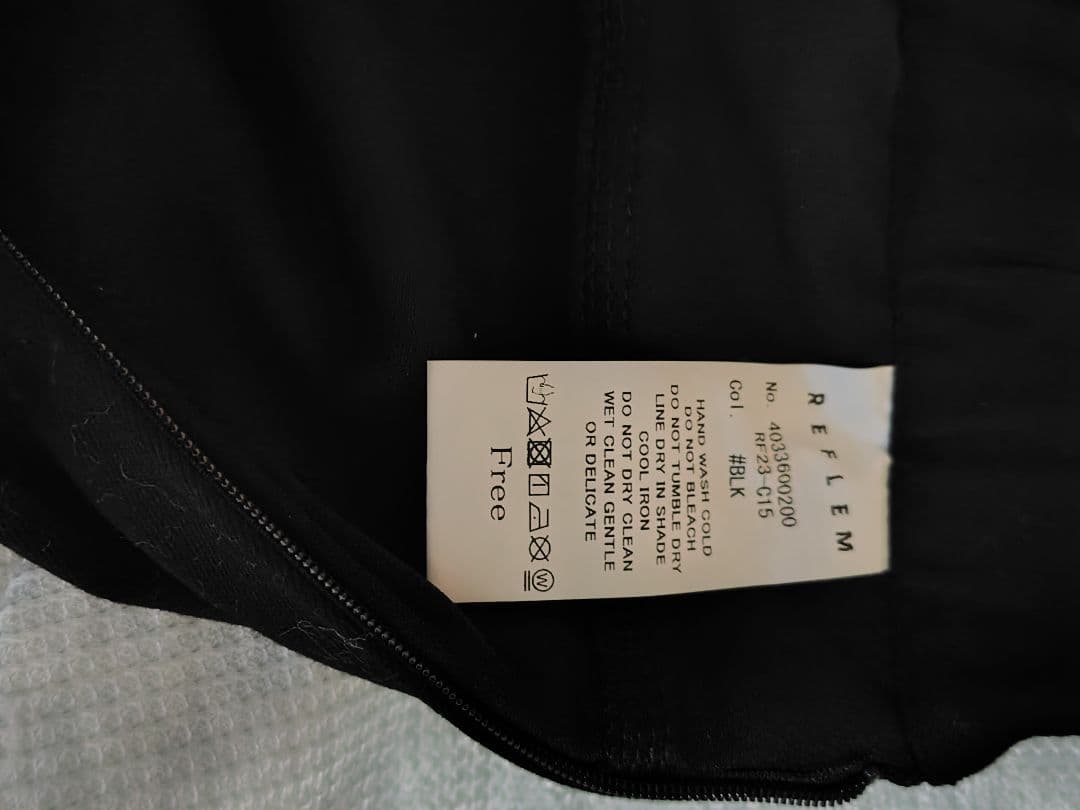 REFLEM
No. 4033600200
RF23-C15
Col. #BLK
HAND WASH COLD
DO NOT BLEACH
DO NOT TUMBLE DRY
LINE DRY IN SHADE
COOL IRON
DO NOT DRY CLEAN
WET CLEAN GENTLE
OR DELICATE
W
Free